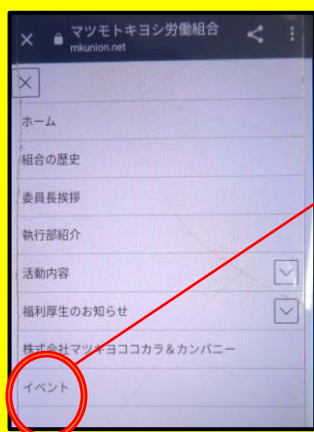 マツモトキヨシ労働組合
mkunion.net
ホーム
組合の歴史
委員長挨拶
執行部紹介
活動内容
福利厚生のお知らせ
株式会社マツキヨココカラ&カンパニー
イベント